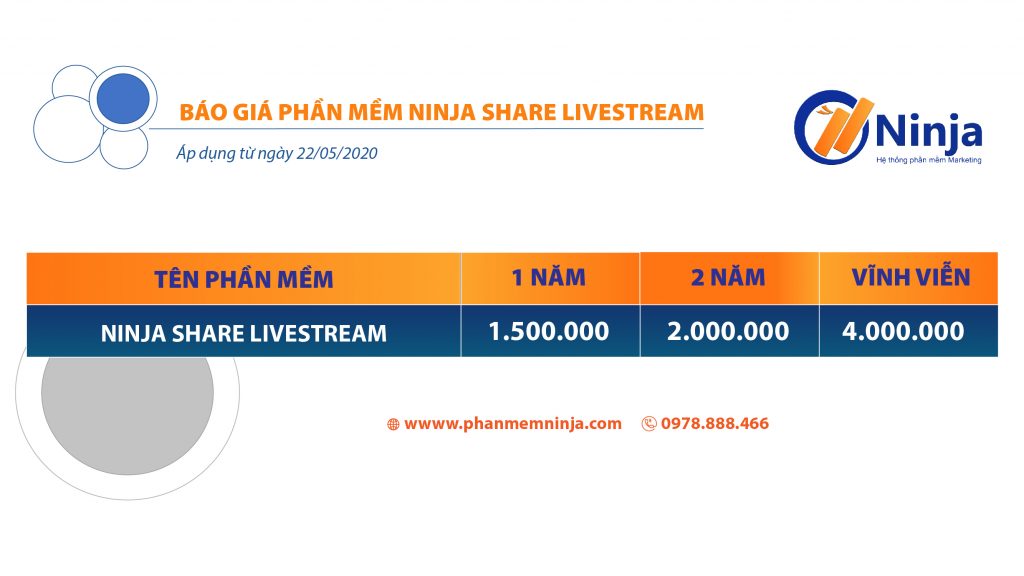 BÁO GIÁ PHẦN MỀM NINJA SHARE LIVESTREAM
Áp dụng từ ngày 22/05/2020
Ninja
Hệ thống phần mềm Marketing
TÊN PHẦN MỀM 1 NĂM 2 NĂM VĨNH VIỄN
NINJA SHARE LIVESTREAM 1.500.000 2.000.000 4.000.000
www.phanmemninja.com 0978.888.466